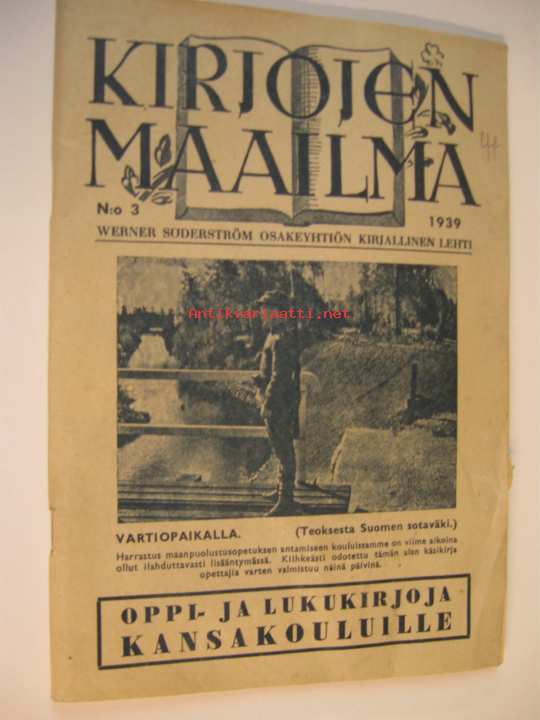 KIRJOJEN
MAAILMA
N:o 3
1939
WERNER SÖDERSTRÖM OSAKEYHTIÖN KIRJALLINEN LEHTI
Antikvariaatti.net
VARTIOPAIKALLA. (Teoksesta Suomen sotaväki.)
Harrastus maanpuolustusopetuksen antamiseen kouluissamme on viime aikoina
ollut ilahduttavasti lisääntymässä. Kiihkeästi odotettu tämän alan käsikirja
opettajia varten valmistuu näinä päivinä.
OPPI- JA LUKUKIRJOJA
KANSAKOULUILLE